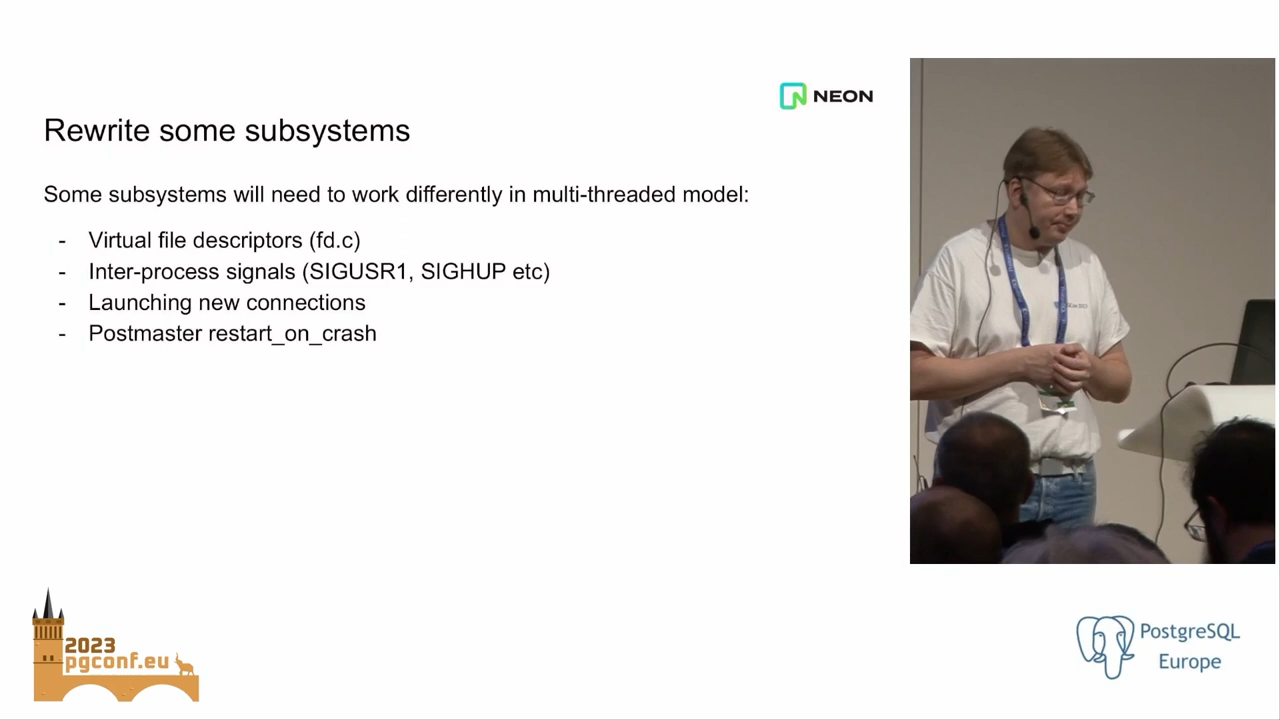 NEON
Rewrite some subsystems
Some subsystems will need to work differently in multi-threaded model:
- Virtual file descriptors (fd.c)
- Inter-process signals (SIGUSR1, SIGHUP etc)
- Launching new connections
- Postmaster restart_on_crash
2023
pgconf.eu
PostgreSQL
Europe